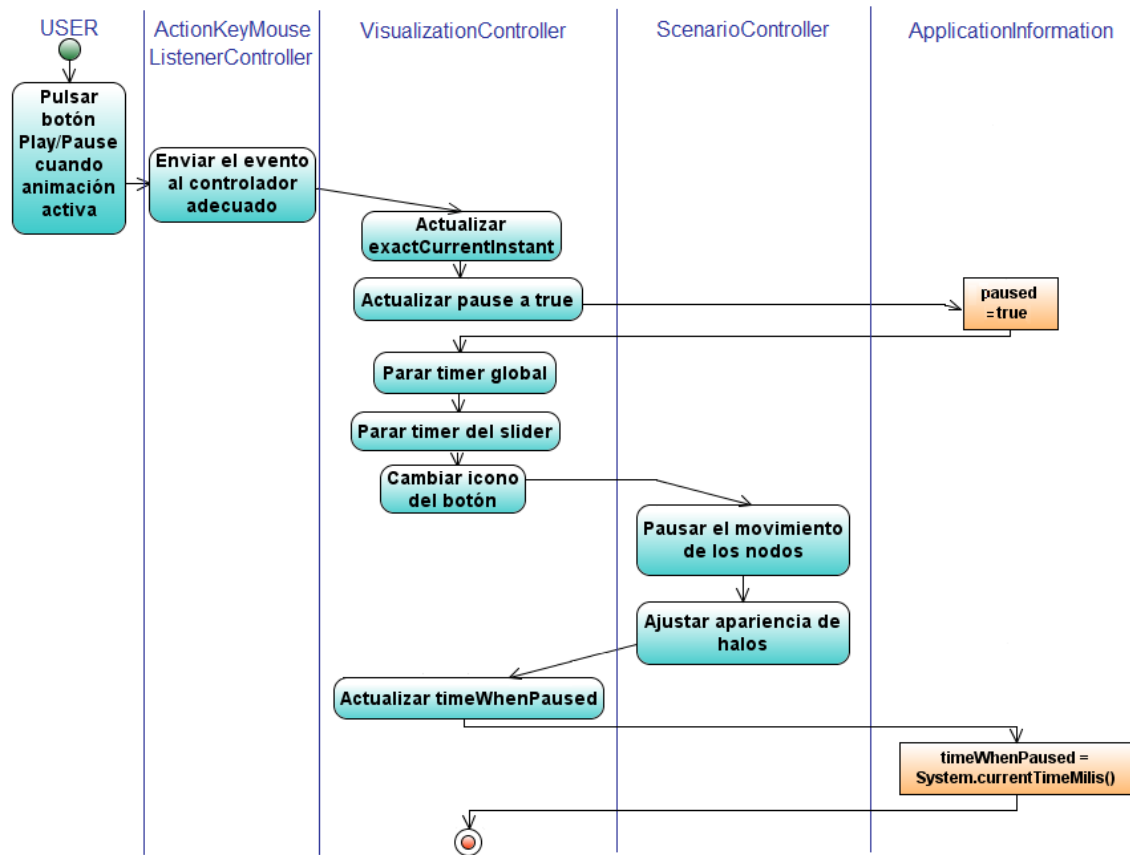 USER
ActionKeyMouse
ListenerController
VisualizationController
ScenarioController
ApplicationInformation
Pulsar
botón
Play/Pause
cuando
animación
activa
Enviar el evento
al controlador
adecuado
Actualizar
exactCurrentInstant
Actualizar pause a true
paused
=true
Parar timer global
Parar timer del slider
Cambiar icono
del botón
Pausar el movimiento
de los nodos
Ajustar apariencia de
halos
Actualizar timeWhenPaused
timeWhenPaused =
System.currentTimeMilis()